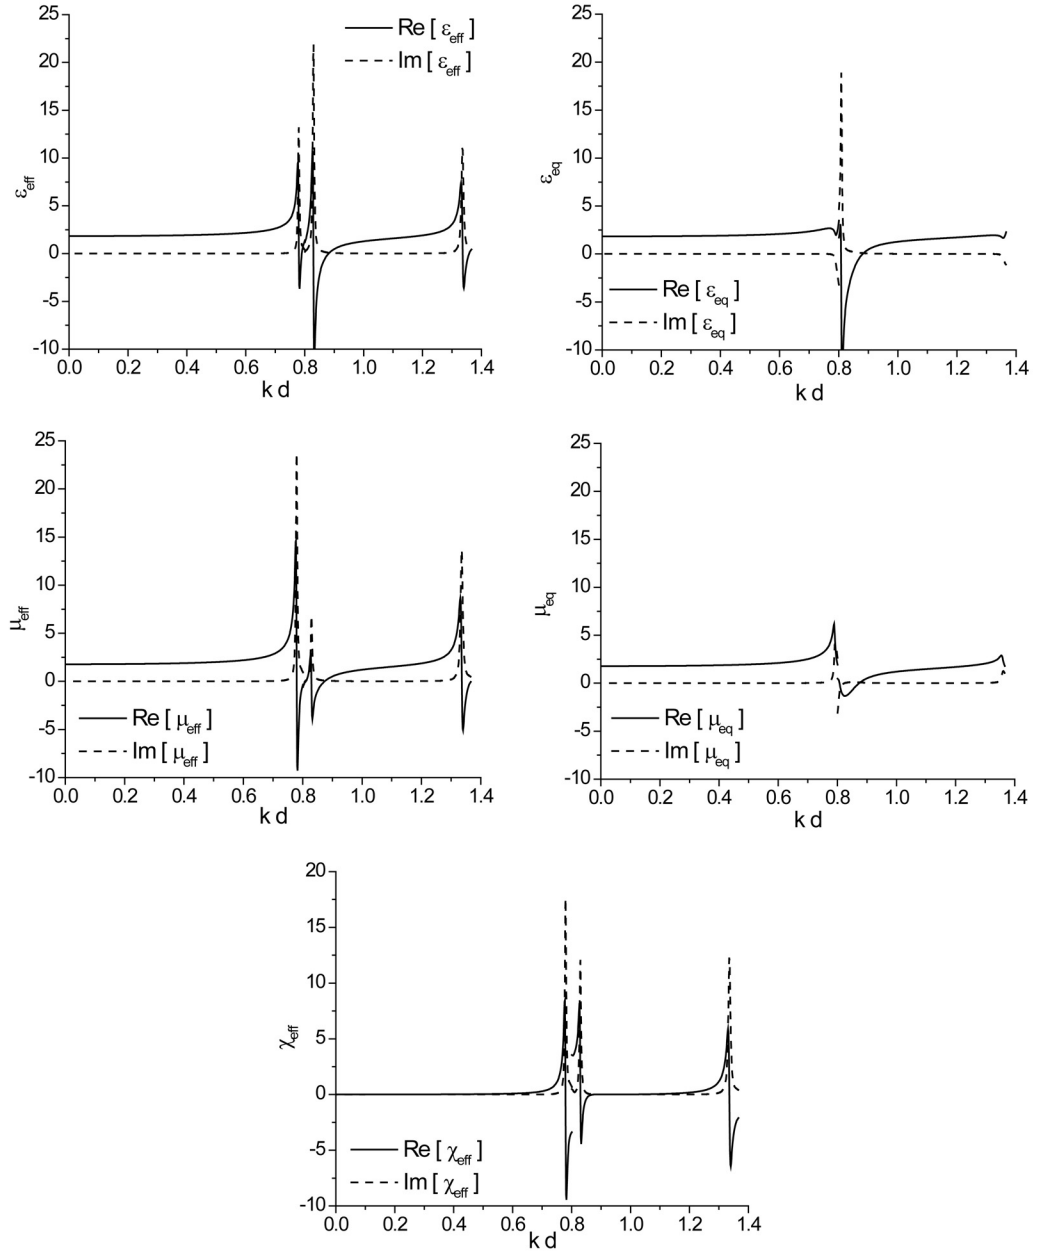 25
20
15
10
5
0
-5
-10
ε_eff
0.0 0.2 0.4 0.6 0.8 1.0 1.2 1.4
k d
Re [ ε_eff ]
Im [ ε_eff ]
25
20
15
10
5
0
-5
-10
ε_eq
0.0 0.2 0.4 0.6 0.8 1.0 1.2 1.4
k d
Re [ ε_eq ]
Im [ ε_eq ]
25
20
15
10
5
0
-5
-10
μ_eff
0.0 0.2 0.4 0.6 0.8 1.0 1.2 1.4
k d
Re [ μ_eff ]
Im [ μ_eff ]
25
20
15
10
5
0
-5
-10
μ_eq
0.0 0.2 0.4 0.6 0.8 1.0 1.2 1.4
k d
Re [ μ_eq ]
Im [ μ_eq ]
20
15
10
5
0
-5
-10
χ_eff
0.0 0.2 0.4 0.6 0.8 1.0 1.2 1.4
k d
Re [ χ_eff ]
Im [ χ_eff ]